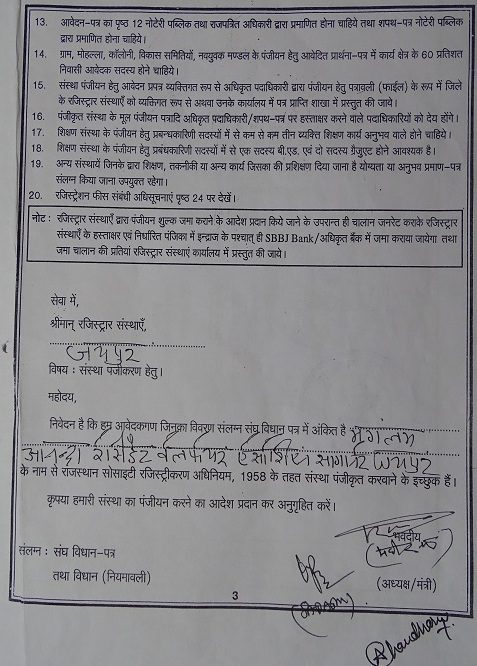 13. आवेदन-पत्र का पृष्ठ 12 नोटेरी पब्लिक तथा राजपत्रित अधिकारी द्वारा प्रमाणित होना चाहिये तथा शपथ-पत्र नोटेरी पब्लिक
द्वारा प्रमाणित होना चाहिये।
14. ग्राम, मोहल्ला, कॉलोनी, विकास समितियों, नवयुवक मण्डल के पंजीयन हेतु आवेदित प्रार्थना-पत्र में कार्य क्षेत्र के 60 प्रतिशत
निवासी आवेदक सदस्य होने चाहिये।
15. संस्था पंजीयन हेतु आवेदन प्रपत्र व्यक्तिगत रूप से अधिकृत पदाधिकारी द्वारा पंजीयन हेतु पत्रावली (फाईल) के रूप में जिले
के रजिस्ट्रार संस्थाएँ को व्यक्तिगत रूप से अथवा उनके कार्यालय में पत्र प्राप्ति शाखा में प्रस्तुत की जाये।
16. पंजीकृत संस्था के मूल पंजीयन पत्रादि अधिकृत पदाधिकारी/शपथ-पत्र पर हस्ताक्षर करने वाले पदाधिकारियों को देय होंगे।
17. शिक्षण संस्था के पंजीयन हेतु प्रबन्धकारिणी सदस्यों में से कम से कम तीन व्यक्ति शिक्षण कार्य अनुभव वाले होने चाहिये।
18. शिक्षण संस्था के पंजीयन हेतु प्रबंधकारिणी सदस्यों में से एक सदस्य बी.एड. एवं दो सदस्य ग्रैजुएट होने आवश्यक है।
19. अन्य संस्थायें जिनके द्वारा शिक्षण, तकनीकी या अन्य कार्य जिसका की प्रशिक्षण दिया जाना है योग्यता या अनुभव प्रमाण-पत्र
संलग्न किया जाना उपयुक्त रहेगा।
20. रजिस्ट्रेशन फीस संबंधी अधिसूचनाएं पृष्ठ 24 पर देखें।
नोट : रजिस्ट्रार संस्थाएँ द्वारा पंजीयन शुल्क जमा कराने के आदेश प्रदान किये जाने के उपरान्त ही चालान जनरेट कराके रजिस्ट्रार
संस्थाएँ के हस्ताक्षर एवं निर्धारित पंजिका में इन्द्राज के पश्चात् ही SBBJ Bank/अधिकृत बैंक में जमा कराया जायेगा तथा
जमा चालान की प्रतियां रजिस्ट्रार संस्थाएं कार्यालय में प्रस्तुत की जाये।
सेवा में,
श्रीमान् रजिस्ट्रार संस्थाएँ,
जयपुर
विषय : संस्था पंजीकरण हेतु।
महोदय,
निवेदन है कि हम आवेदकगण जिनका विवरण संलग्न संघ विधान पत्र में अंकित है मंगलम
आनन्दा रेसिडेंट वेलफेयर एसोशिएशन सांगानेर जयपुर
के नाम से राजस्थान सोसाइटी रजिस्ट्रीकरण अधिनियम, 1958 के तहत संस्था पंजीकृत करवाने के इच्छुक हैं।
कृपया हमारी संस्था का पंजीयन करने का आदेश प्रदान कर अनुगृहित करें।
भवदीय
संलग्न : संघ विधान-पत्र
तथा विधान (नियमावली)
(अध्यक्ष/मंत्री)
3
Chaudhary